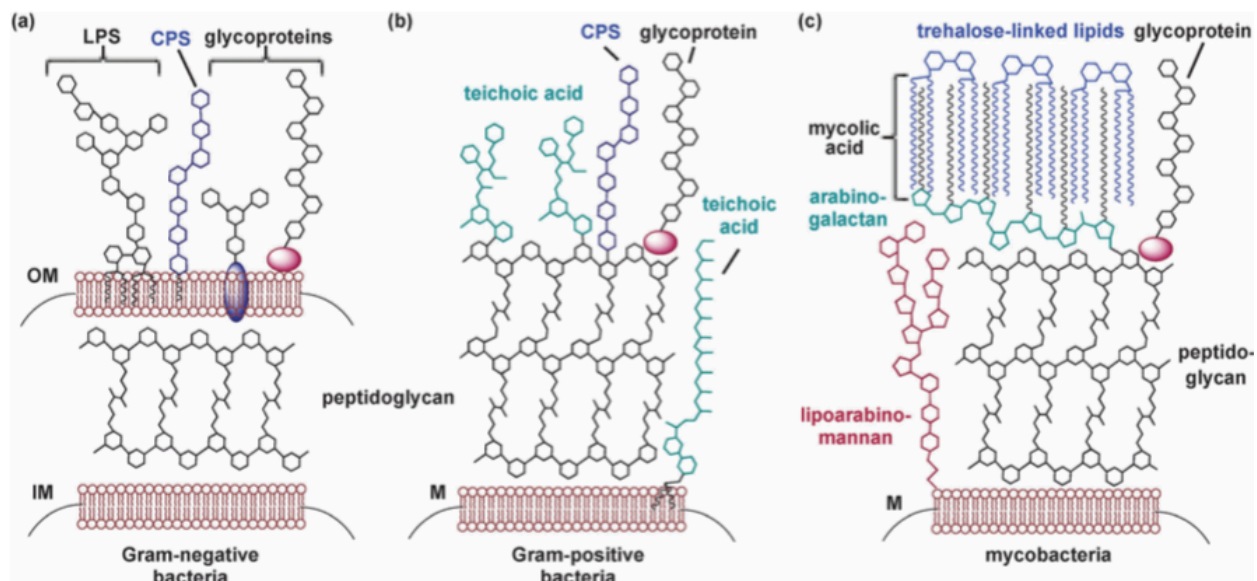 (a)
LPS CPS glycoproteins
OM
peptidoglycan
IM
Gram-negative
bacteria
(b)
CPS glycoprotein
teichoic acid
teichoic
acid
M
Gram-positive
bacteria
(c)
trehalose-linked lipids glycoprotein
mycolic
acid
arabino-
galactan
peptido-
glycan
lipoarabino-
mannan
M
mycobacteria